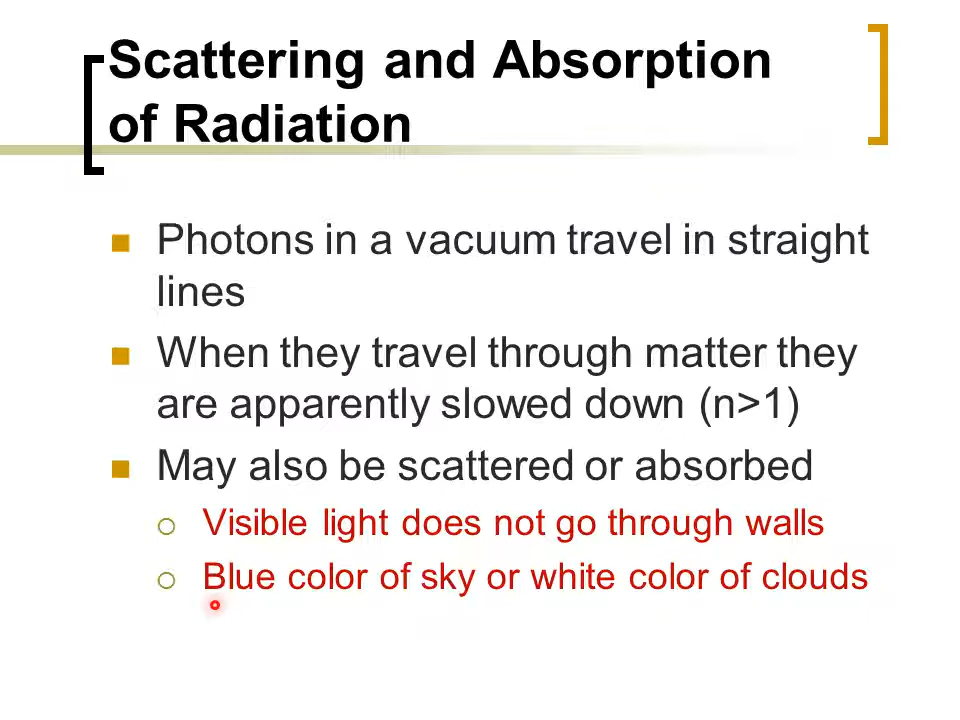 Scattering and Absorption
of Radiation
Photons in a vacuum travel in straight
lines
When they travel through matter they
are apparently slowed down (n>1)
May also be scattered or absorbed
Visible light does not go through walls
Blue color of sky or white color of clouds